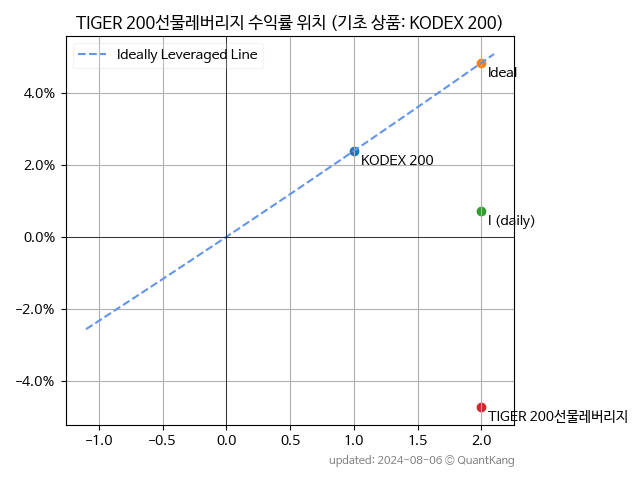 TIGER 200선물레버리지 수익률 위치 (기초 상품: KODEX 200)
Ideally Leveraged Line
Ideal
4.0%
KODEX 200
2.0%
I (daily)
0.0%
−2.0%
−4.0%
TIGER 200선물레버리지
−1.0 −0.5 0.0 0.5 1.0 1.5 2.0
updated: 2024-08-06 © QuantKang